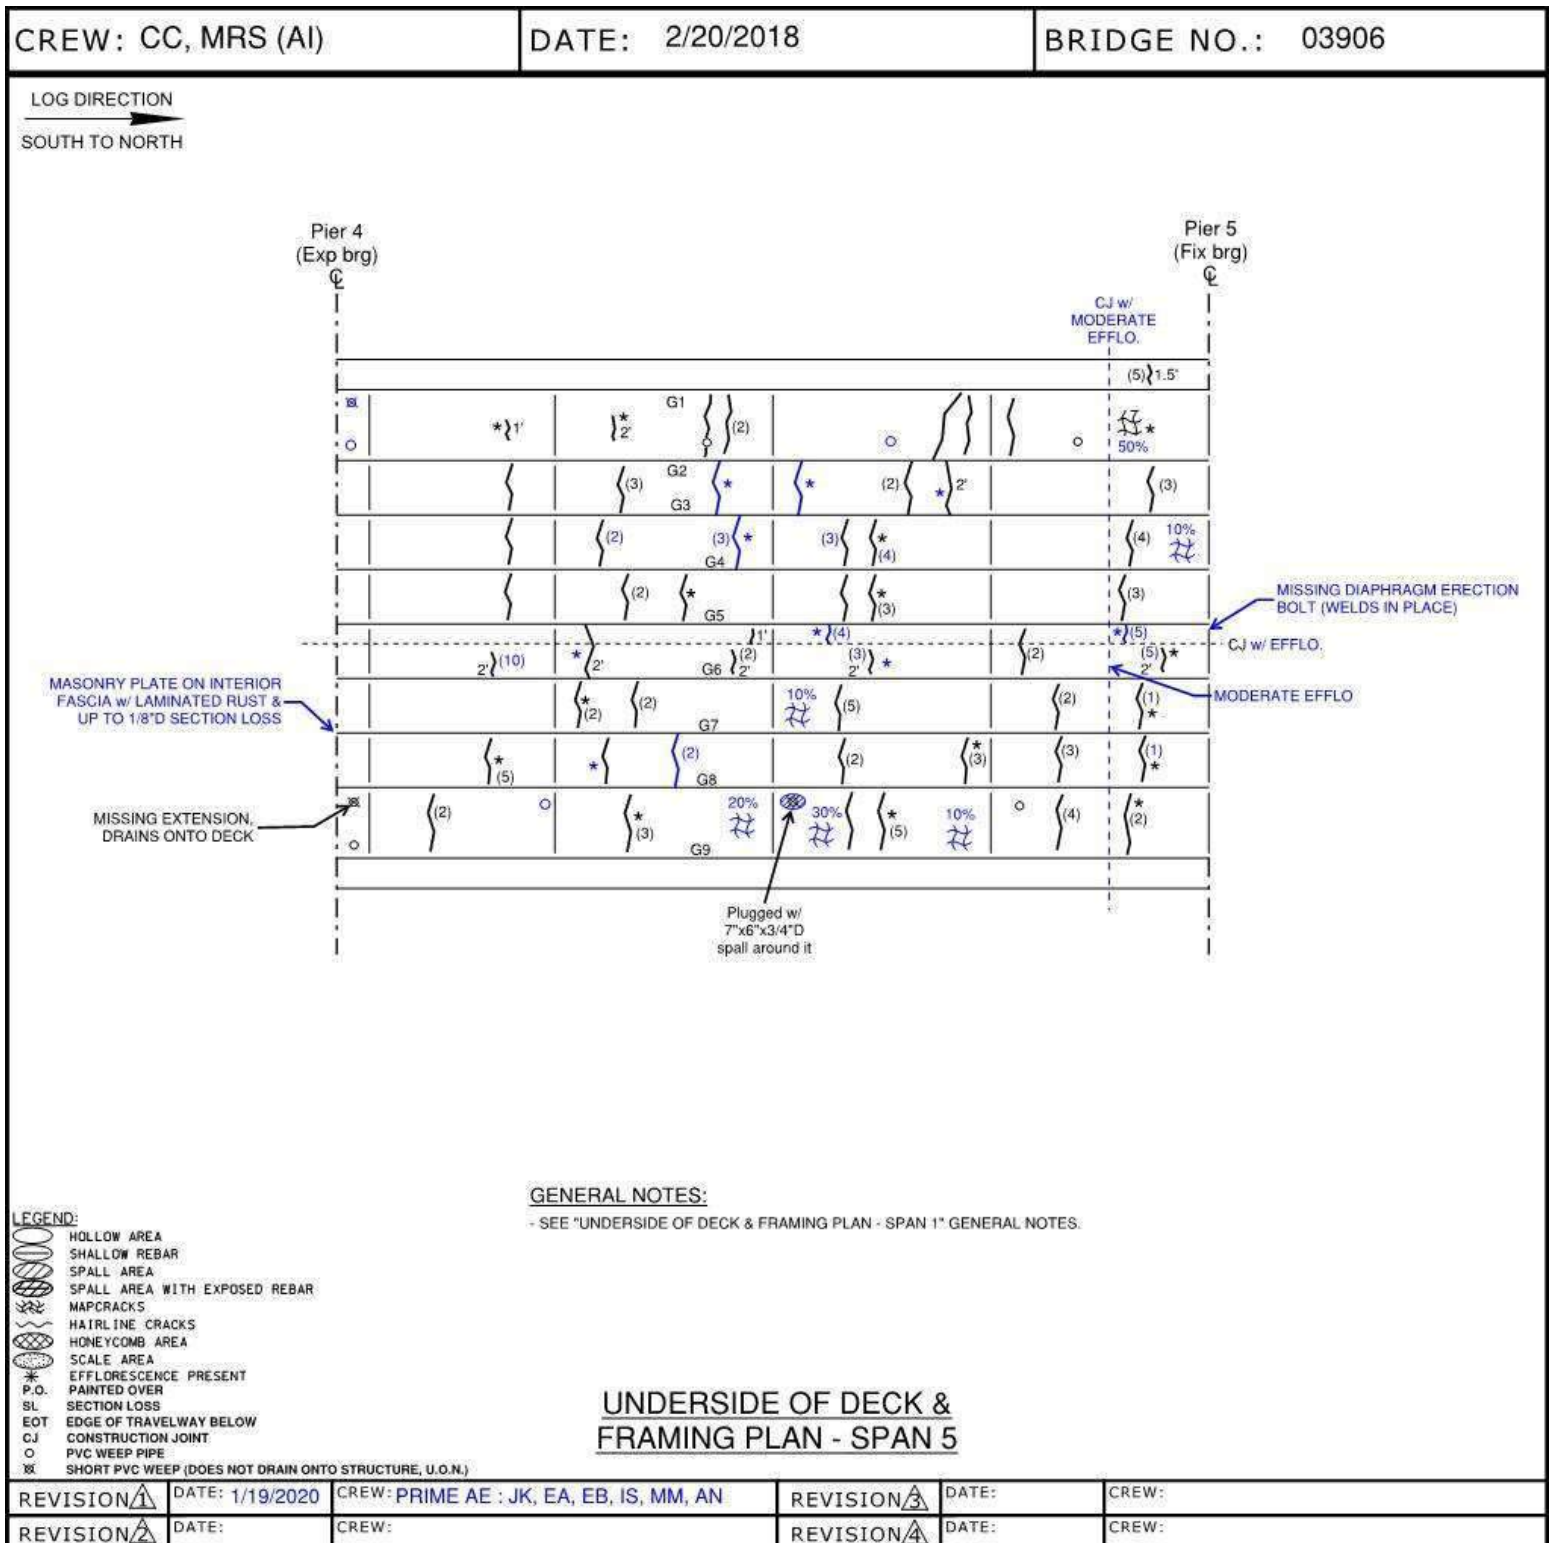 CREW: CC, MRS (AI)
DATE: 2/20/2018
BRIDGE NO.: 03906
LOG DIRECTION
SOUTH TO NORTH
Pier 4
(Exp brg)
℄
Pier 5
(Fix brg)
℄
CJ w/
MODERATE
EFFLO.
(5) 1.5'
G1
* 1' * 2' (2) * 50%
G2
(3) * * (2) * 2' (3)
G3
(2) (3) * (3) * (4) (4) 10%
G4
(2) * * (3) (3)
G5
MISSING DIAPHRAGM ERECTION
BOLT (WELDS IN PLACE)
1' * (4) * (5)
CJ w/ EFFLO.
2' (10) * 2' (2) 2' (3) 2' * (2) (5) 2' *
G6
MODERATE EFFLO
MASONRY PLATE ON INTERIOR
FASCIA w/ LAMINATED RUST &
UP TO 1/8"D SECTION LOSS
* (2) (2) 10% (5) (2) (1) *
G7
* (5) * (2) (2) * (3) (3) (1) *
G8
MISSING EXTENSION,
DRAINS ONTO DECK
(2) * (3) 20% 30% * (5) 10% (4) * (2)
G9
Plugged w/
7"x6"x3/4"D
spall around it
GENERAL NOTES:
- SEE "UNDERSIDE OF DECK & FRAMING PLAN - SPAN 1" GENERAL NOTES.
LEGEND:
HOLLOW AREA
SHALLOW REBAR
SPALL AREA
SPALL AREA WITH EXPOSED REBAR
MAPCRACKS
HAIRLINE CRACKS
HONEYCOMB AREA
SCALE AREA
* EFFLORESCENCE PRESENT
P.O. PAINTED OVER
SL SECTION LOSS
EOT EDGE OF TRAVELWAY BELOW
CJ CONSTRUCTION JOINT
PVC WEEP PIPE
SHORT PVC WEEP (DOES NOT DRAIN ONTO STRUCTURE, U.O.N.)
UNDERSIDE OF DECK &
FRAMING PLAN - SPAN 5
REVISION 1 DATE: 1/19/2020 CREW: PRIME AE : JK, EA, EB, IS, MM, AN
REVISION 3 DATE: CREW:
REVISION 2 DATE: CREW:
REVISION 4 DATE: CREW: